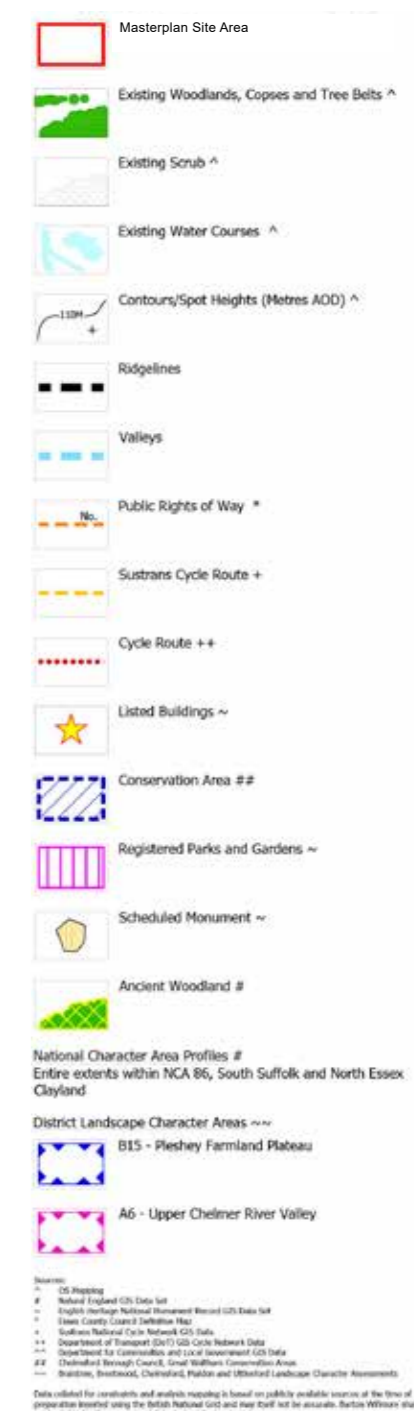 Masterplan Site Area
Existing Woodlands, Copses and Tree Belts ^
Existing Scrub ^
Existing Water Courses ^
Contours/Spot Heights (Metres AOD) ^
110M
+
Ridgelines
Valleys
Public Rights of Way *
No.
Sustrans Cycle Route +
Cycle Route ++
Listed Buildings ~
Conservation Area ##
Registered Parks and Gardens ~
Scheduled Monument ~
Ancient Woodland #
National Character Area Profiles #
Entire extents within NCA 86, South Suffolk and North Essex
Clayland
District Landscape Character Areas ~~
B15 - Pleshey Farmland Plateau
A6 - Upper Chelmer River Valley
Sources:
^ OS Mapping
# Natural England GIS Data Set
~ English Heritage National Monument Record GIS Data Set
* Essex County Council Definitive Map
+ Sustrans National Cycle Network GIS Data
++ Department of Transport (DoT) GIS Cycle Network Data
^^ Department for Communities and Local Government GIS Data
## Chelmsford Borough Council, Great Waltham Conservation Areas
~~ Braintree, Brentwood, Chelmsford, Maldon and Uttlesford Landscape Character Assessments
Data collated for constraints and analysis mapping is based on publicly available sources at the time of
preparation inserted using the British National Grid and may itself not be accurate. Barton Willmore